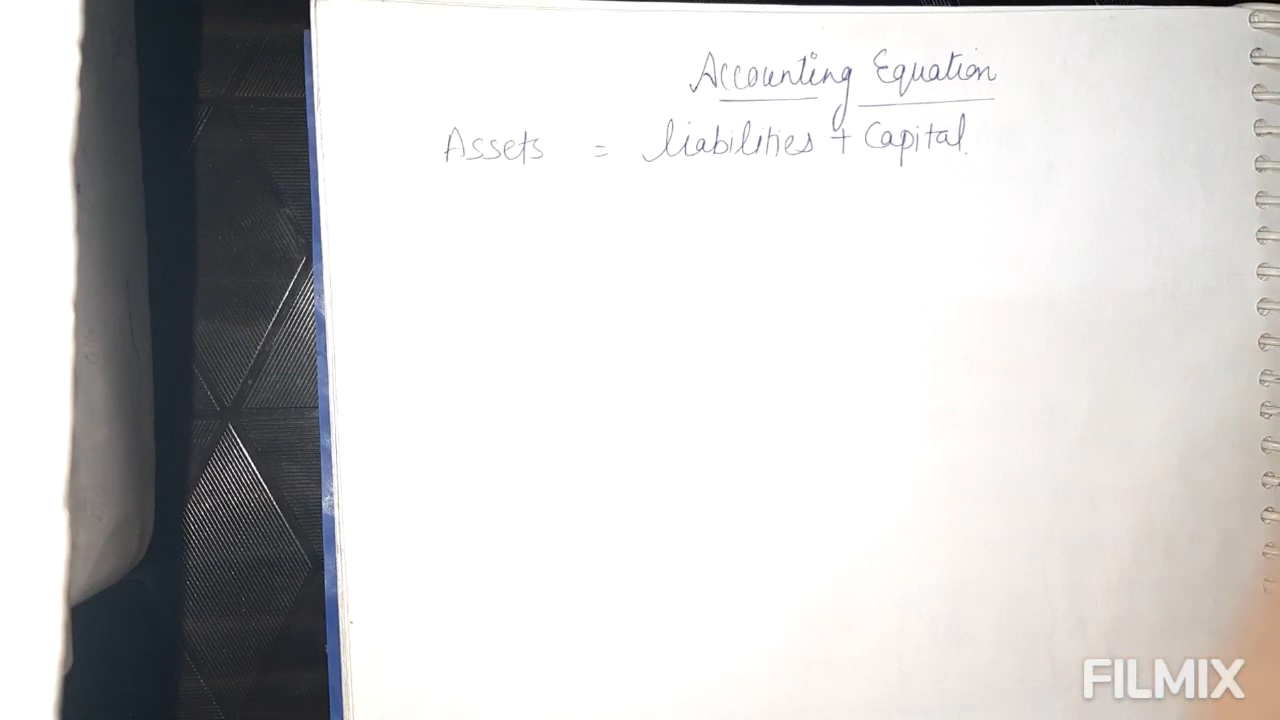 Accounting Equation
Assets = Liabilities + Capital.
FILMIX